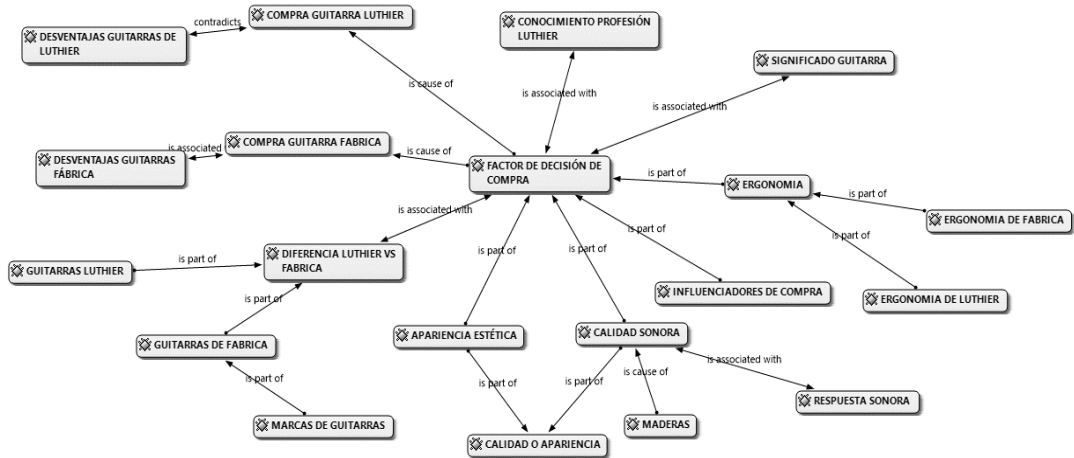 COMPRA GUITARRA LUTHIER
contradicts
CONOCIMIENTO PROFESIÓN
LUTHIER
DESVENTAJAS GUITARRAS DE
LUTHIER
SIGNIFICADO GUITARRA
is cause of
is associated with
is associated with
COMPRA GUITARRA FABRICA
is associated
is cause of
DESVENTAJAS GUITARRAS
FÁBRICA
FACTOR DE DECISIÓN DE
COMPRA
is part of
ERGONOMIA
is part of
is associated with
ERGONOMIA DE FABRICA
is part of
is part of
is part of
is part of
DIFERENCIA LUTHIER VS
FABRICA
is part of
GUITARRAS LUTHIER
INFLUENCIADORES DE COMPRA
ERGONOMIA DE LUTHIER
is part of
APARIENCIA ESTÉTICA
CALIDAD SONORA
GUITARRAS DE FABRICA
is associated with
is part of
is part of
is part of
is cause of
RESPUESTA SONORA
MARCAS DE GUITARRAS
MADERAS
CALIDAD O APARIENCIA